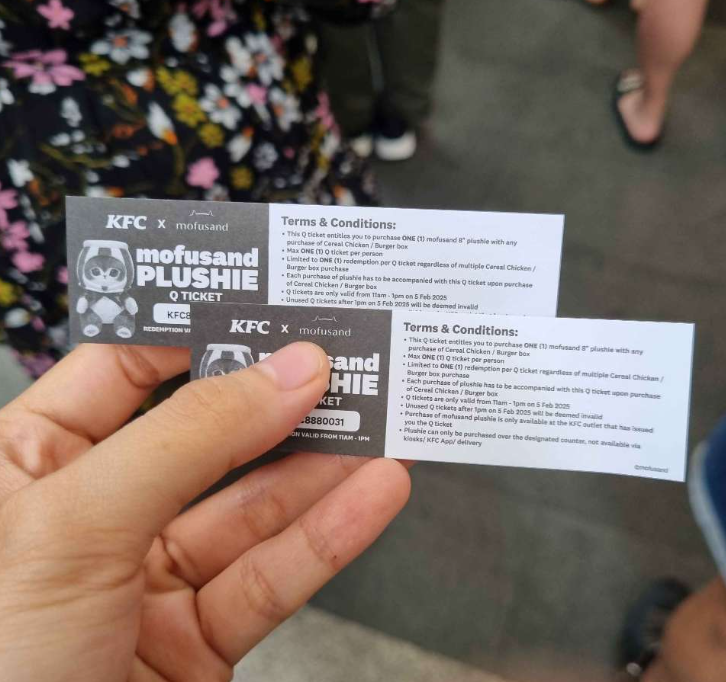 KFC x mofusand
mofusand
PLUSHIE
Q TICKET
KFC8
REDEMPTION
Terms & Conditions:
• This Q ticket entitles you to purchase ONE (1) mofusand 8" plushie with any
purchase of Cereal Chicken / Burger box
• Max ONE (1) Q ticket per person
• Limited to ONE (1) redemption per Q ticket regardless of multiple Cereal Chicken /
Burger box purchase
• Each purchase of plushie has to be accompanied with this Q ticket upon purchase
of Cereal Chicken / Burger box
• Q tickets are only valid from 11am - 1pm on 5 Feb 2025
• Unused Q tickets after 1pm on 5 Feb 2025 will be deemed invalid
KFC x mofusand
sand
HIE
KET
8880031
ON VALID FROM 11AM - 1PM
Terms & Conditions:
• This Q ticket entitles you to purchase ONE (1) mofusand 8" plushie with any
purchase of Cereal Chicken / Burger box
• Max ONE (1) Q ticket per person
• Limited to ONE (1) redemption per Q ticket regardless of multiple Cereal Chicken /
Burger box purchase
• Each purchase of plushie has to be accompanied with this Q ticket upon purchase
of Cereal Chicken / Burger box
• Q tickets are only valid from 11am - 1pm on 5 Feb 2025
• Unused Q tickets after 1pm on 5 Feb 2025 will be deemed invalid
• Purchase of mofusand plushie is only available at the KFC outlet that has issued
you the Q ticket
• Plushie can only be purchased over the designated counter, not available via
kiosks/ KFC App/ delivery
©mofusand